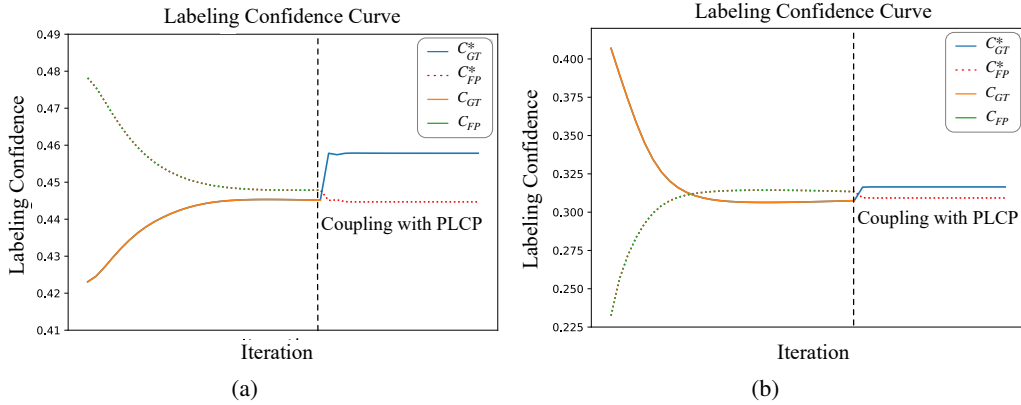 Labeling Confidence Curve
0.49
0.48
0.47
0.46
0.45
0.44
0.43
0.42
0.41
Labeling Confidence
C*GT
C*FP
CGT
CFP
Coupling with PLCP
Iteration
(a)
Labeling Confidence Curve
0.400
0.375
0.350
0.325
0.300
0.275
0.250
0.225
Labeling Confidence
C*GT
C*FP
CGT
CFP
Coupling with PLCP
Iteration
(b)